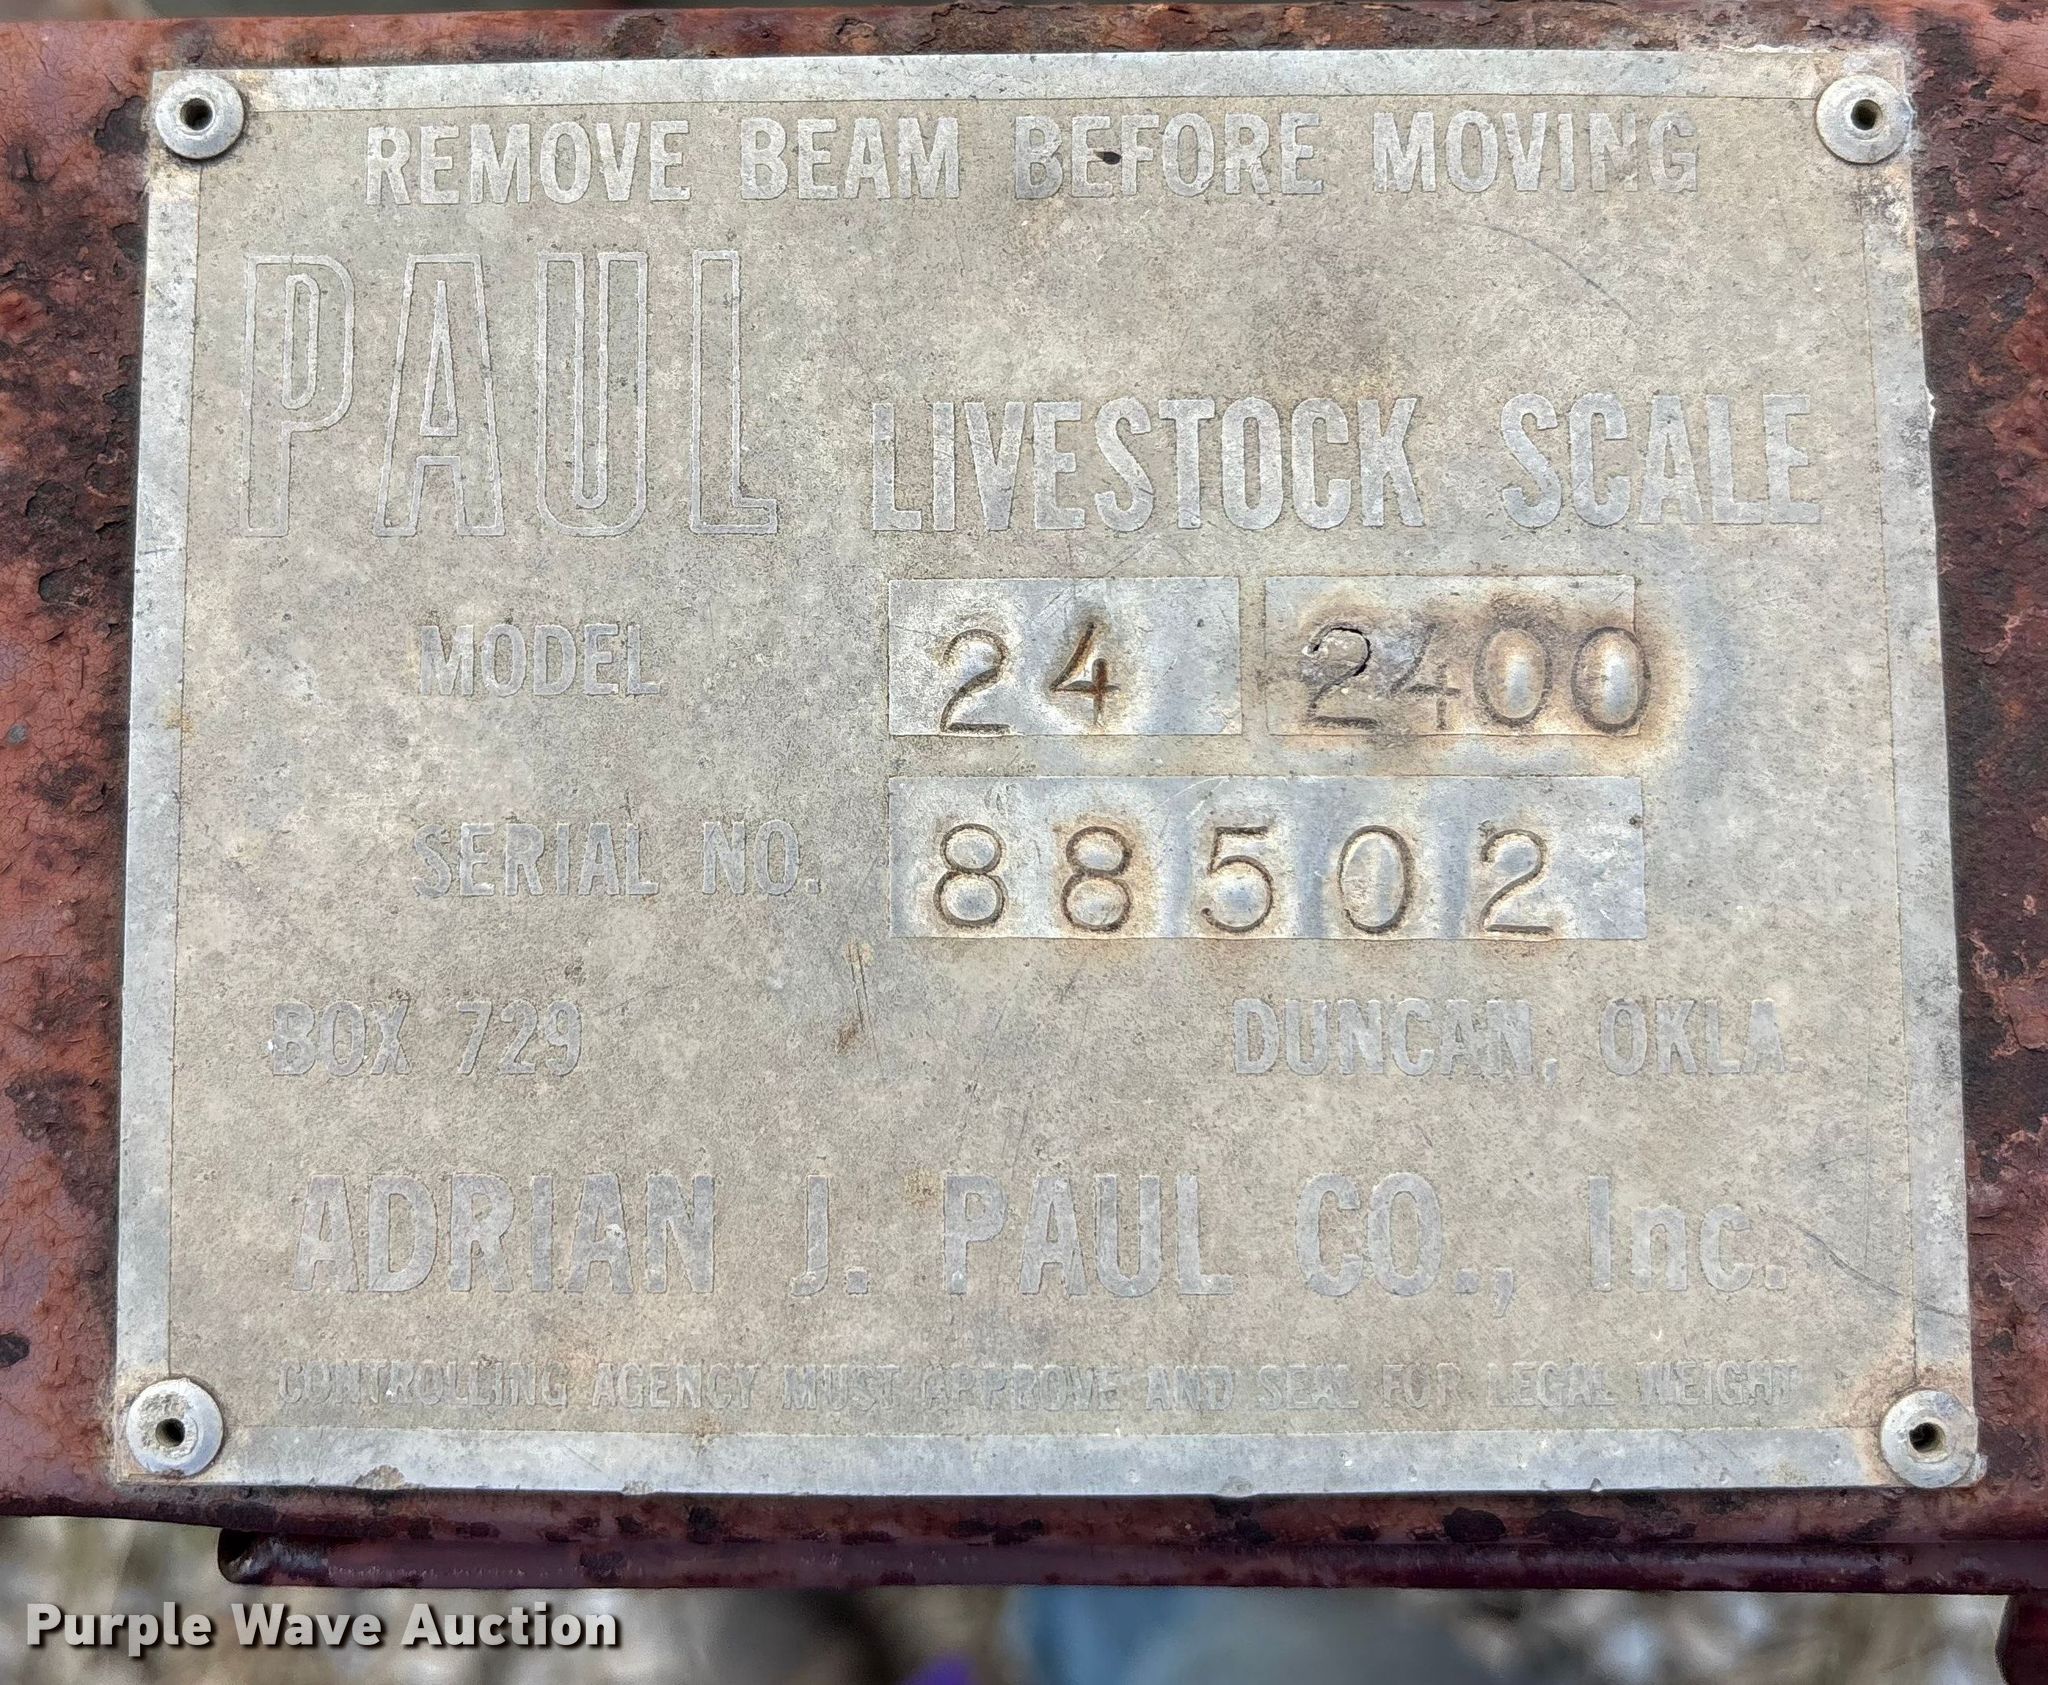 REMOVE BEAM BEFORE MOVING
PAUL LIVESTOCK SCALE
MODEL 24 2400
SERIAL NO. 88502
BOX 729 DUNCAN, OKLA.
ADRIAN J. PAUL CO., Inc.
CONTROLLING AGENCY MUST APPROVE AND SEAL FOR LEGAL WEIGHT
Purple Wave Auction